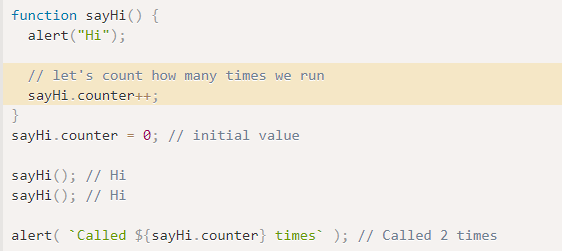 function sayHi() {
  alert("Hi");

  // let's count how many times we run
  sayHi.counter++;
}
sayHi.counter = 0; // initial value

sayHi(); // Hi
sayHi(); // Hi

alert( `Called ${sayHi.counter} times` ); // Called 2 times